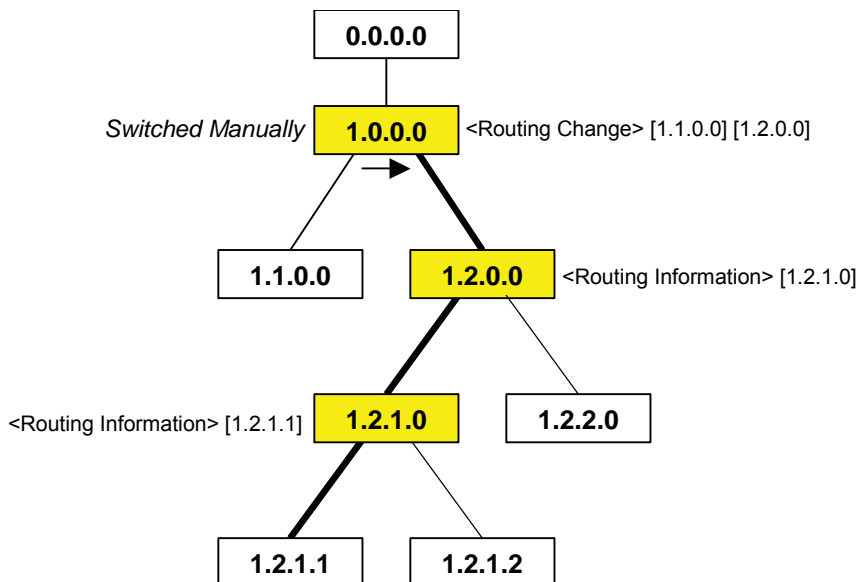 0.0.0.0
Switched Manually 1.0.0.0 <Routing Change> [1.1.0.0] [1.2.0.0]
1.1.0.0 1.2.0.0 <Routing Information> [1.2.1.0]
<Routing Information> [1.2.1.1] 1.2.1.0 1.2.2.0
1.2.1.1 1.2.1.2